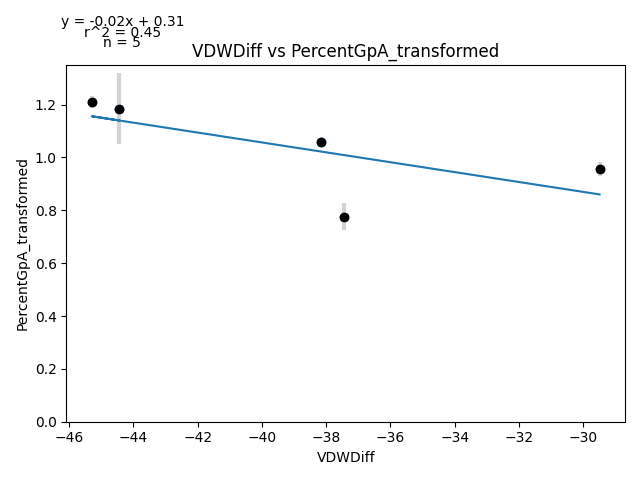 y = -0.02x + 0.31
r^2 = 0.45
n = 5
VDWDiff vs PercentGpA_transformed
PercentGpA_transformed
1.2
1.0
0.8
0.6
0.4
0.2
0.0
−46
−44
−42
−40
−38
−36
−34
−32
−30
VDWDiff